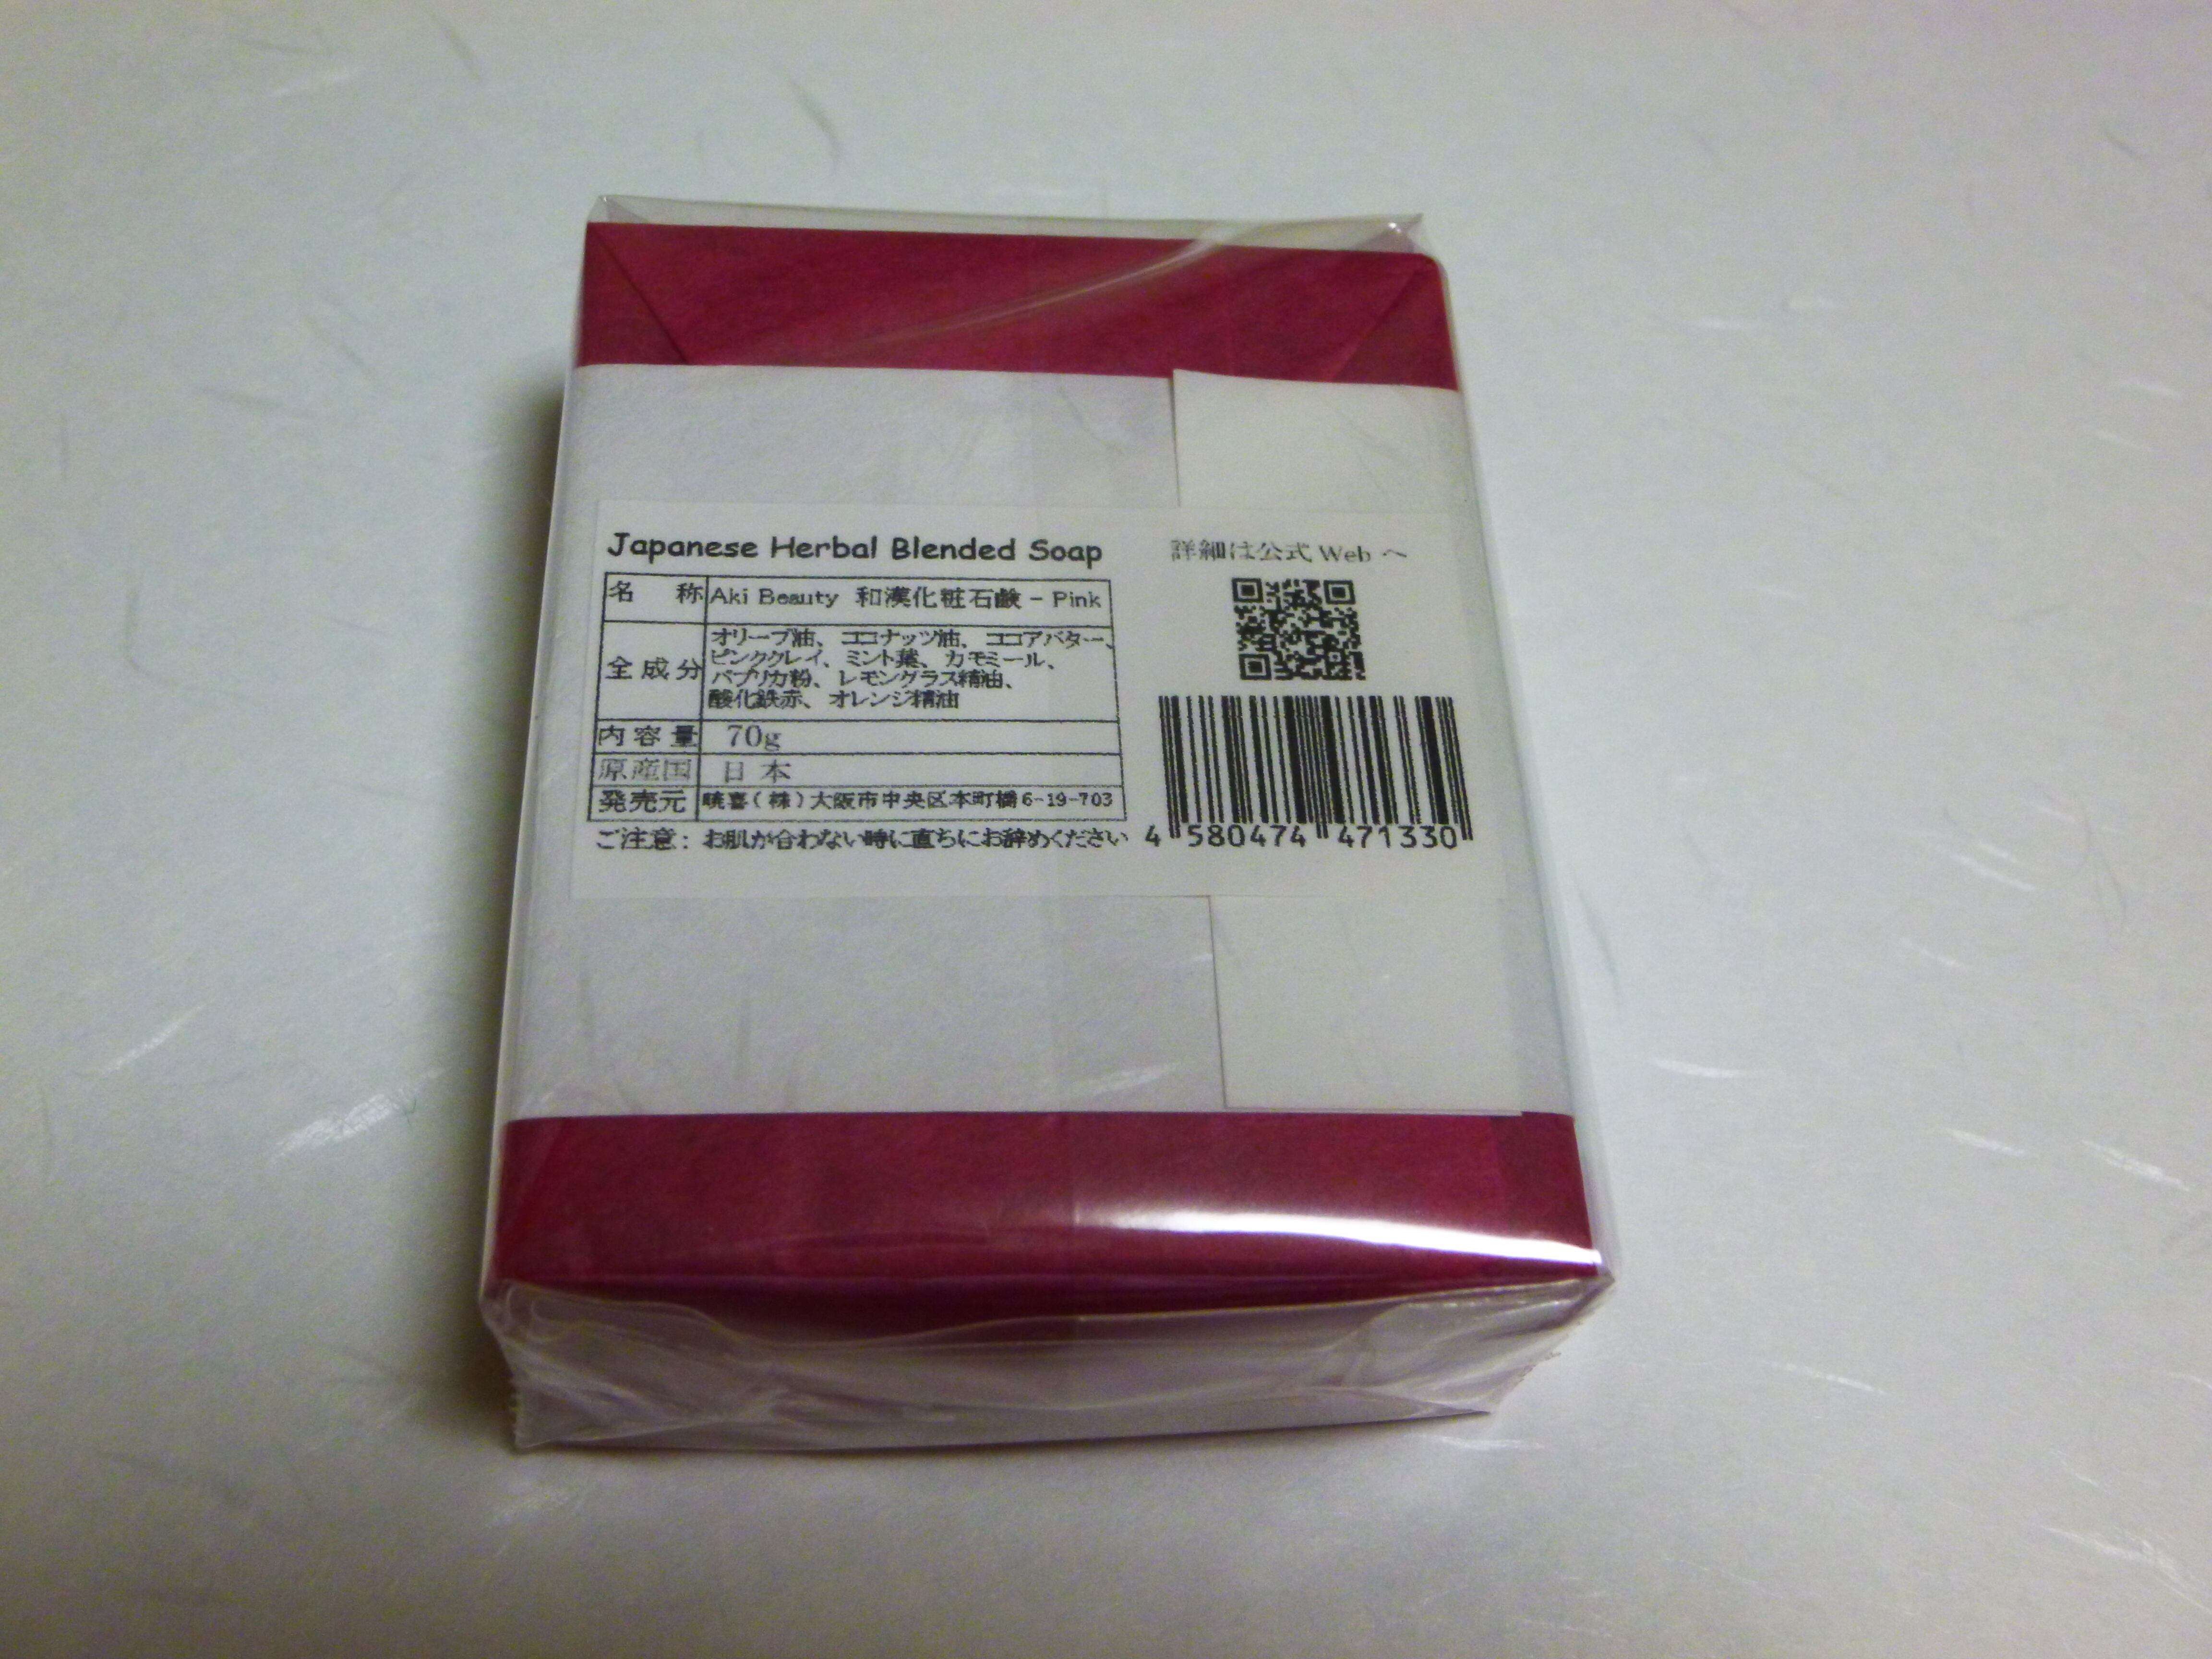 Japanese Herbal Blended Soap
名 称 Aki Beauty 和漢化粧石鹸 - Pink
全成分 オリーブ油、ココナッツ油、ココアバター、
ピンククレイ、ミント葉、カモミール、
パプリカ粉、レモングラス精油、
酸化鉄赤、オレンジ精油
内容量 70g
原産国 日本
発売元 暁喜(株)大阪市中央区本町橋6-19-703
ご注意: お肌が合わない時に直ちにお辞めください
詳細は公式 Web へ
4 580474 471330